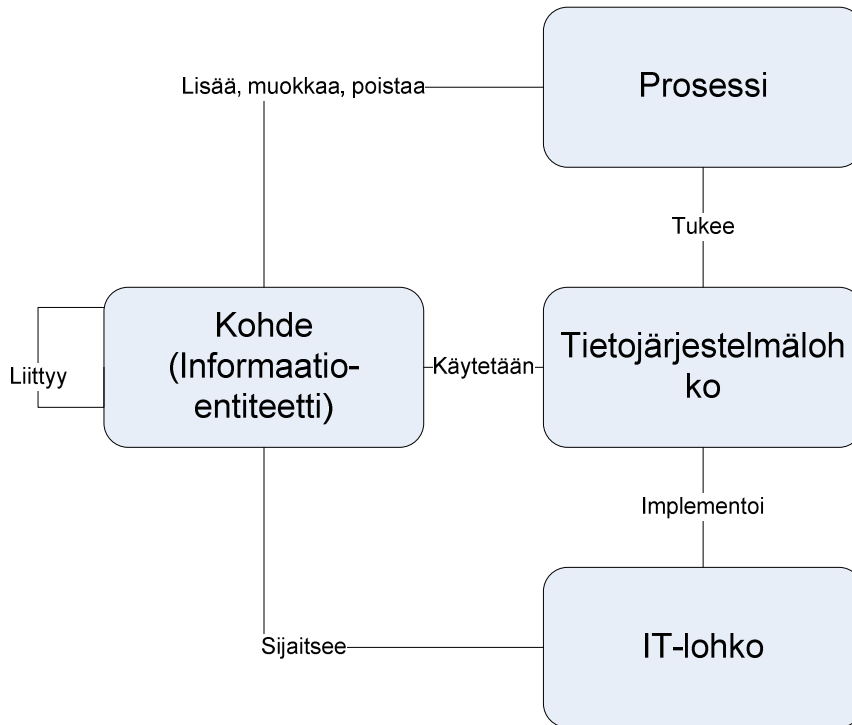 Prosessi
Lisää, muokkaa, poistaa
Tukee
Kohde
(Informaatio-
entiteetti)
Liittyy
Käytetään
Tietojärjestelmäloh
ko
Implementoi
Sijaitsee
IT-lohko